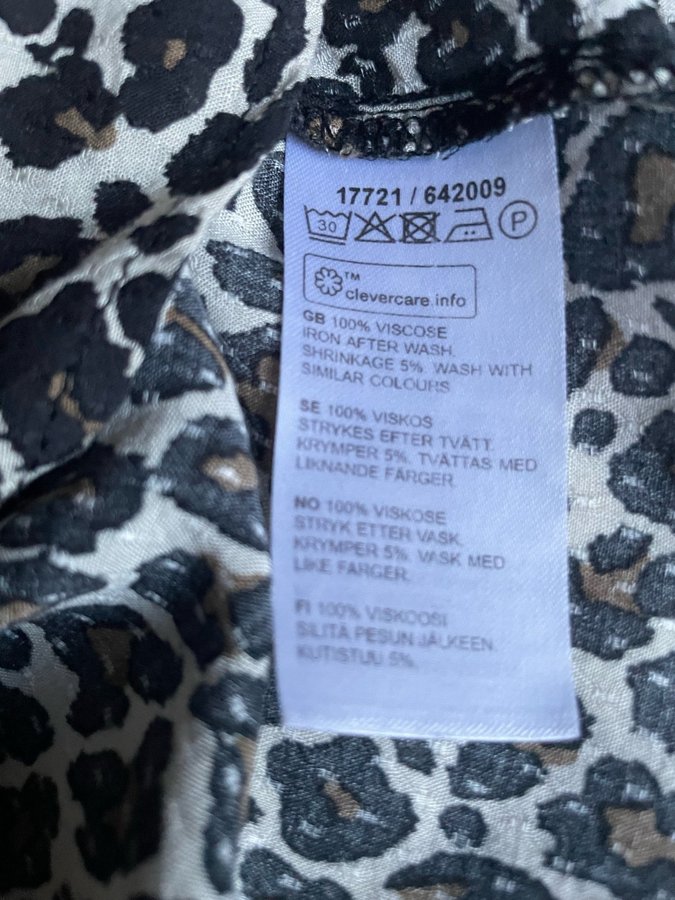 17721 / 642009
30 P
™
clevercare.info
GB 100% VISCOSE
IRON AFTER WASH.
SHRINKAGE 5%. WASH WITH
SIMILAR COLOURS
SE 100% VISKOS
STRYKES EFTER TVÄTT.
KRYMPER 5%. TVÄTTAS MED
LIKNANDE FÄRGER.
NO 100% VISKOSE
STRYK ETTER VASK.
KRYMPER 5%. VASK MED
LIKE FARGER.
FI 100% VISKOOSI
SILITÄ PESUN JÄLKEEN.
KUTISTUU 5%.